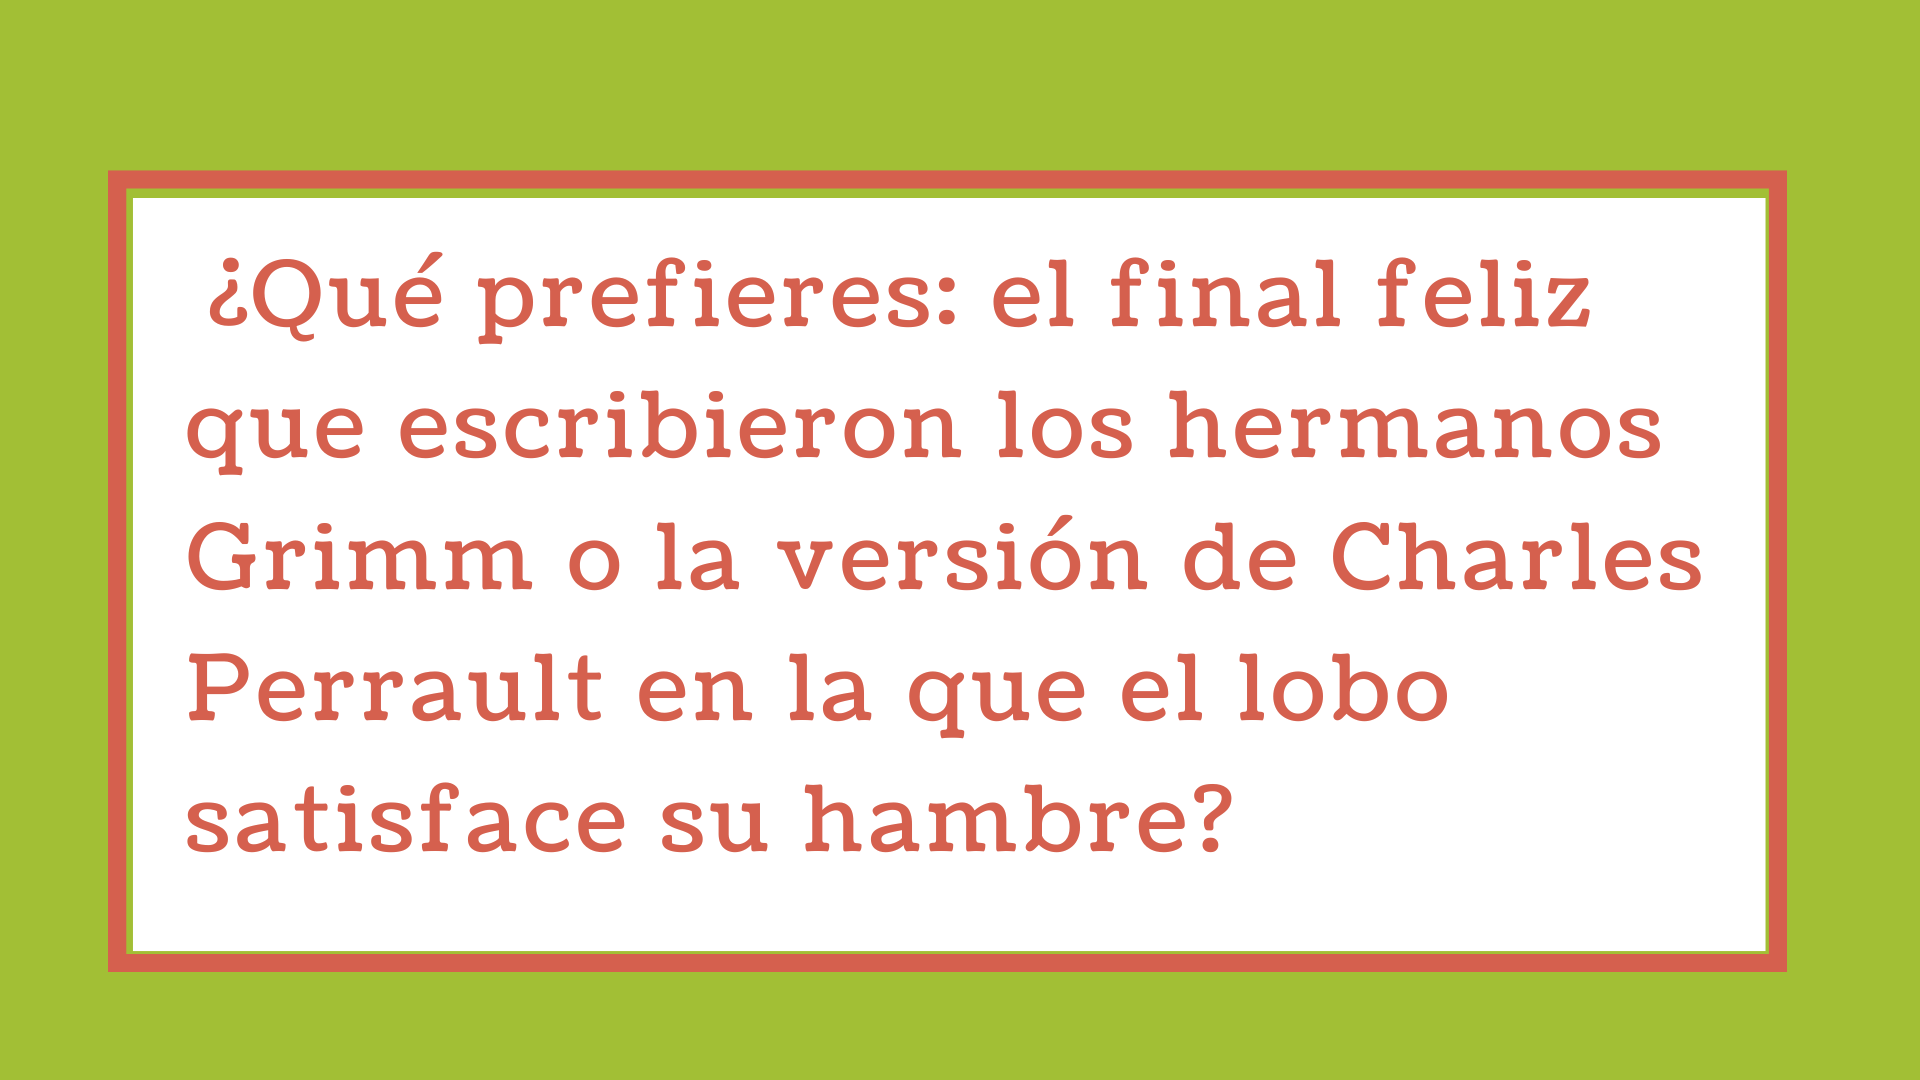 ¿Qué prefieres: el final feliz
que escribieron los hermanos
Grimm o la versión de Charles
Perrault en la que el lobo
satisface su hambre?